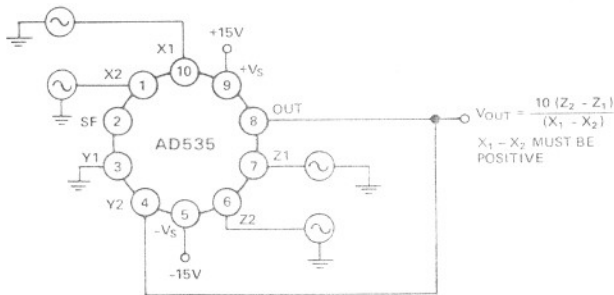 +15V
X1
X2
10
+VS
1
9
SF
2
OUT
8
AD535
Y1
3
Z1
7
Y2
4
5
6
Z2
-VS
-15V
VOUT = 10 (Z2 - Z1) / (X1 - X2)
X1 - X2 MUST BE
POSITIVE